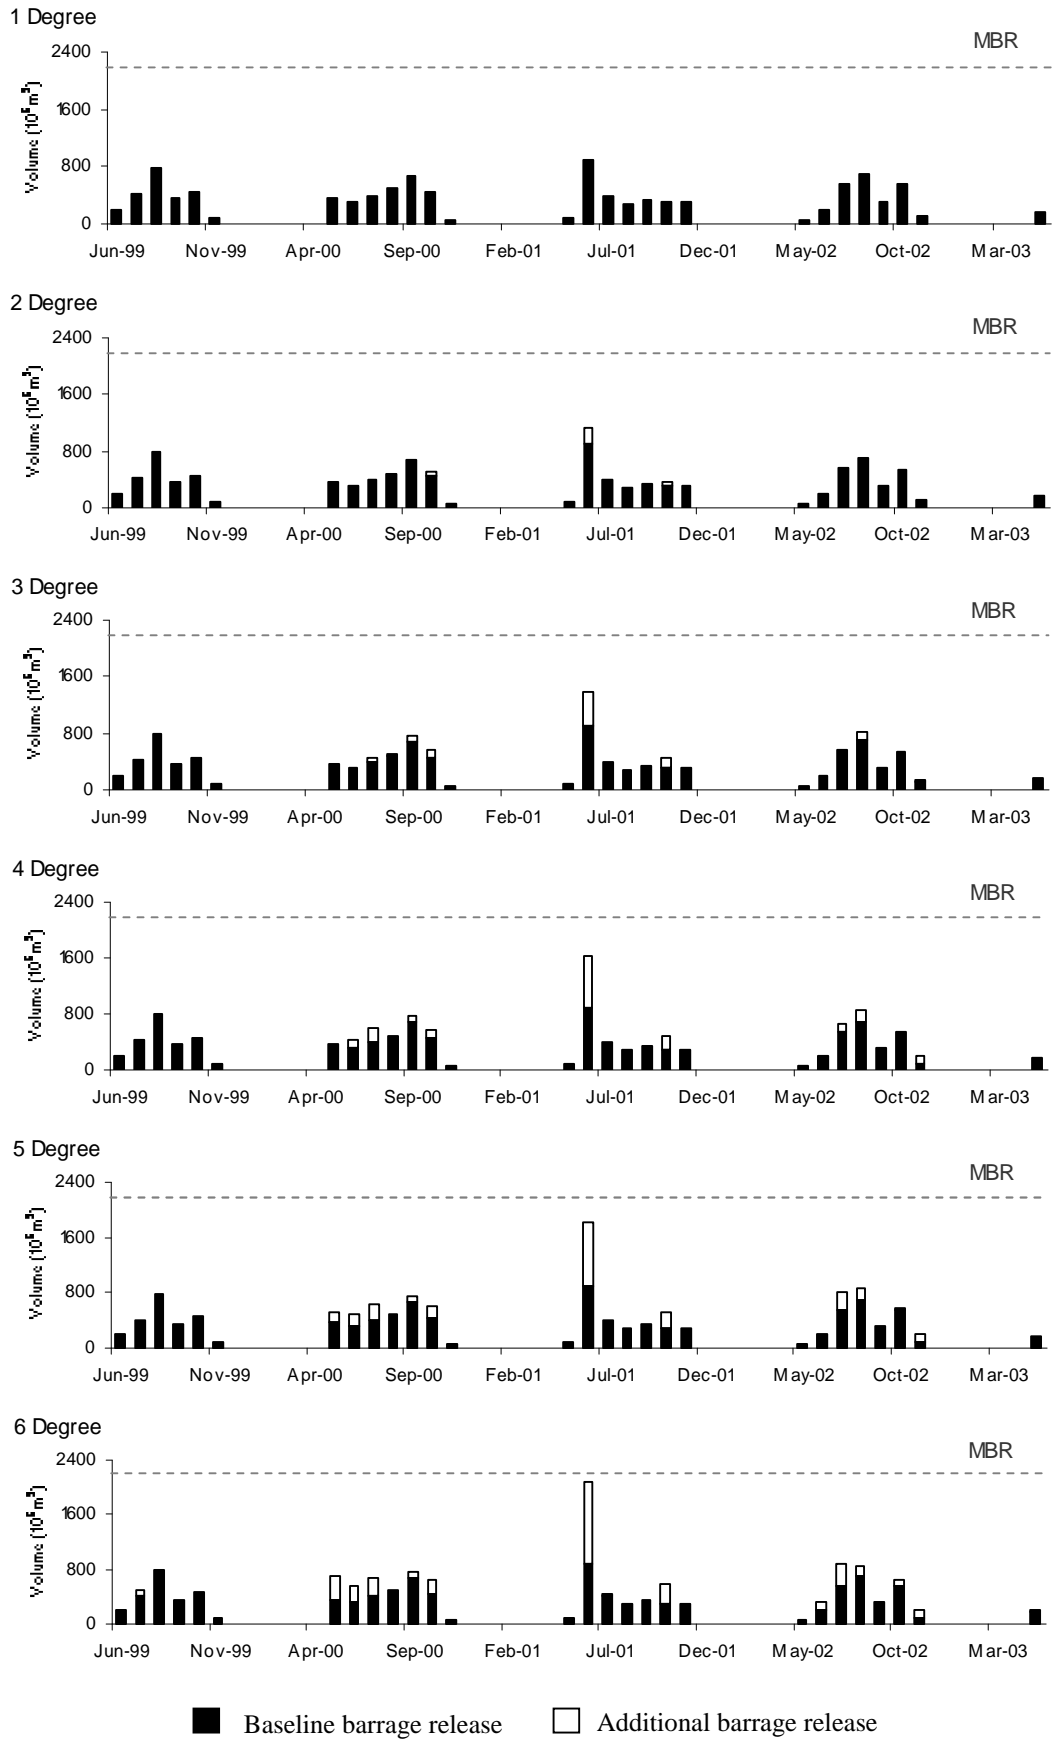 1 Degree
MBR
2400
1600
800
0
Volume (10⁶m³)
Jun-99 Nov-99 Apr-00 Sep-00 Feb-01 Jul-01 Dec-01 May-02 Oct-02 Mar-03
2 Degree
MBR
2400
1600
800
0
Volume (10⁶m³)
Jun-99 Nov-99 Apr-00 Sep-00 Feb-01 Jul-01 Dec-01 May-02 Oct-02 Mar-03
3 Degree
MBR
2400
1600
800
0
Volume (10⁶m³)
Jun-99 Nov-99 Apr-00 Sep-00 Feb-01 Jul-01 Dec-01 May-02 Oct-02 Mar-03
4 Degree
MBR
2400
1600
800
0
Volume (10⁶m³)
Jun-99 Nov-99 Apr-00 Sep-00 Feb-01 Jul-01 Dec-01 May-02 Oct-02 Mar-03
5 Degree
MBR
2400
1600
800
0
Volume (10⁶m³)
Jun-99 Nov-99 Apr-00 Sep-00 Feb-01 Jul-01 Dec-01 May-02 Oct-02 Mar-03
6 Degree
MBR
2400
1600
800
0
Volume (10⁶m³)
Jun-99 Nov-99 Apr-00 Sep-00 Feb-01 Jul-01 Dec-01 May-02 Oct-02 Mar-03
Baseline barrage release Additional barrage release